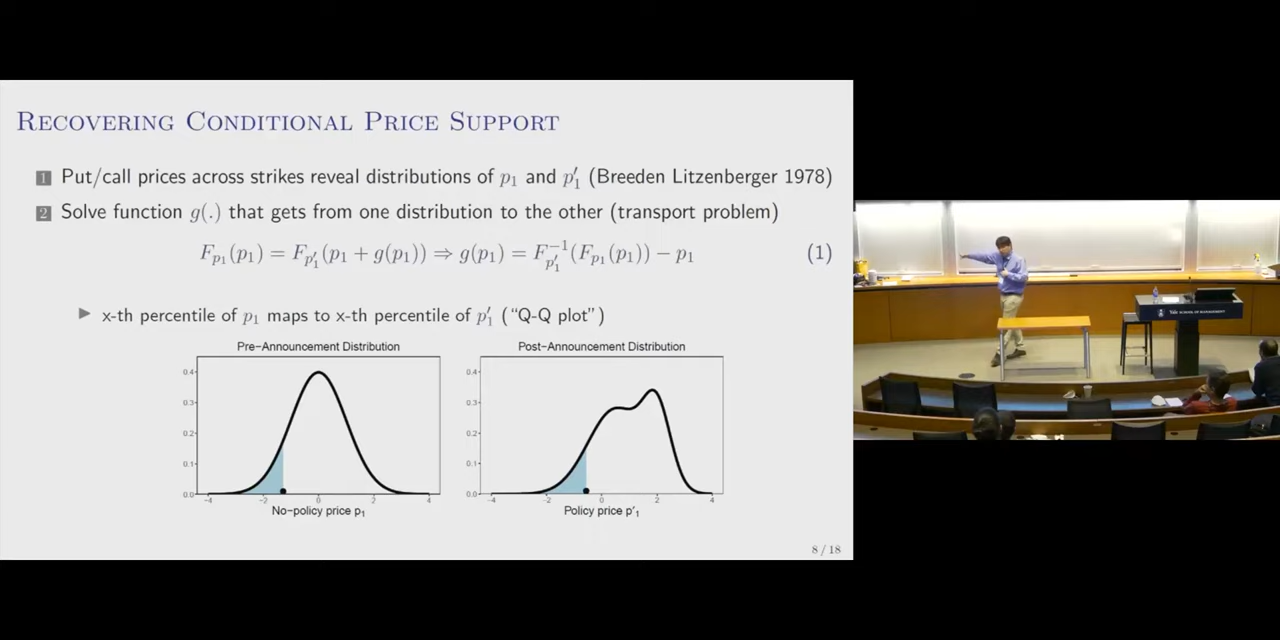 Recovering Conditional Price Support
1 Put/call prices across strikes reveal distributions of p₁ and p′₁ (Breeden Litzenberger 1978)
2 Solve function g(.) that gets from one distribution to the other (transport problem)
F_{p₁}(p₁) = F_{p′₁}(p₁ + g(p₁)) ⇒ g(p₁) = F⁻¹_{p′₁}(F_{p₁}(p₁)) − p₁ (1)
▶ x-th percentile of p₁ maps to x-th percentile of p′₁ (“Q-Q plot”)
Pre−Announcement Distribution
0.4
0.3
0.2
0.1
0.0
−4 −2 0 2 4
No−policy price p₁
Post−Announcement Distribution
0.4
0.3
0.2
0.1
0.0
−4 −2 0 2 4
Policy price p′₁
8 / 18
Yale SCHOOL OF MANAGEMENT